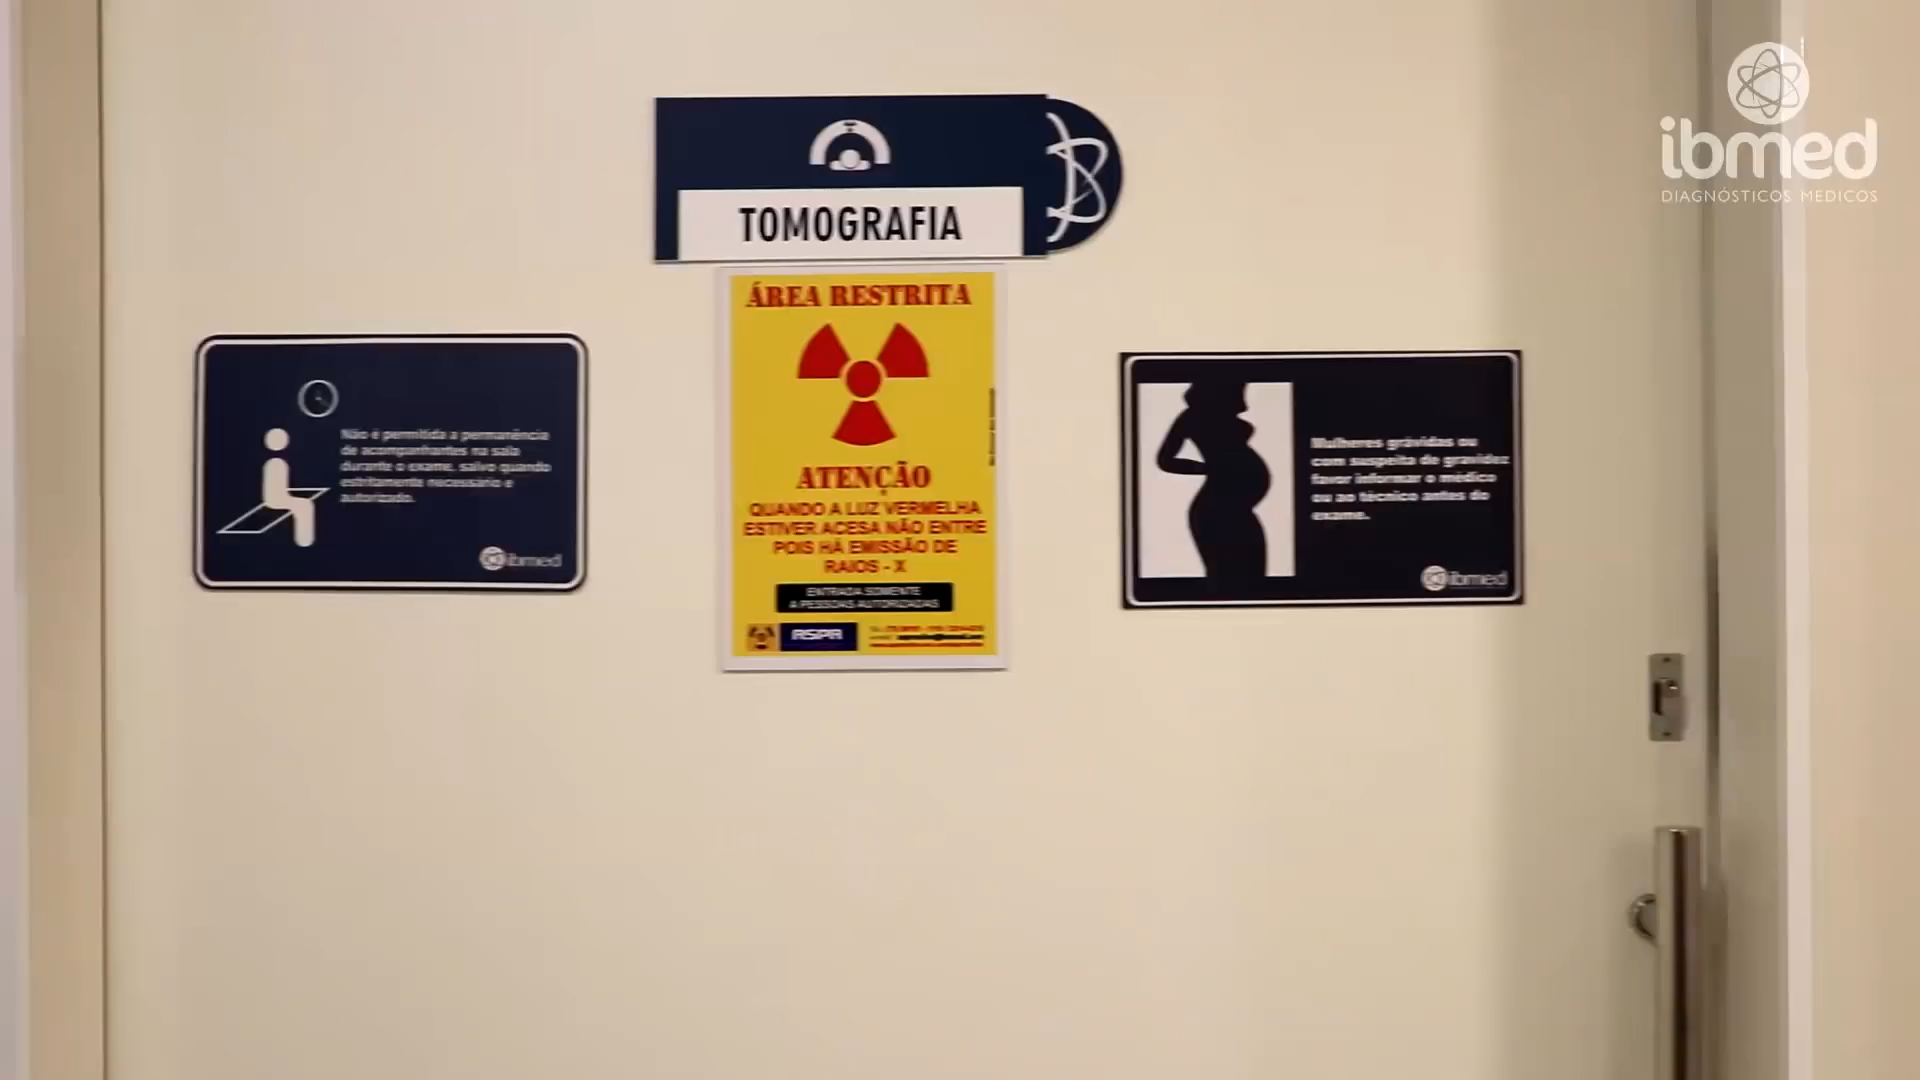 ibmed
DIAGNÓSTICOS MEDICOS
TOMOGRAFIA
ÁREA RESTRITA
ATENÇÃO
QUANDO A LUZ VERMELHA
ESTIVER ACESA NÃO ENTRE
POIS HÁ EMISSÃO DE
RAIOS - X
ENTRADA SOMENTE
A PESSOAS AUTORIZADAS
ASPR
Não é permitida a permanência
de acompanhantes na sala
durante o exame, salvo quando
estritamente necessário e
autorizado.
ibmed
Mulheres grávidas ou
com suspeita de gravidez
favor informar o médico
ou ao técnico antes do
exame.
ibmed